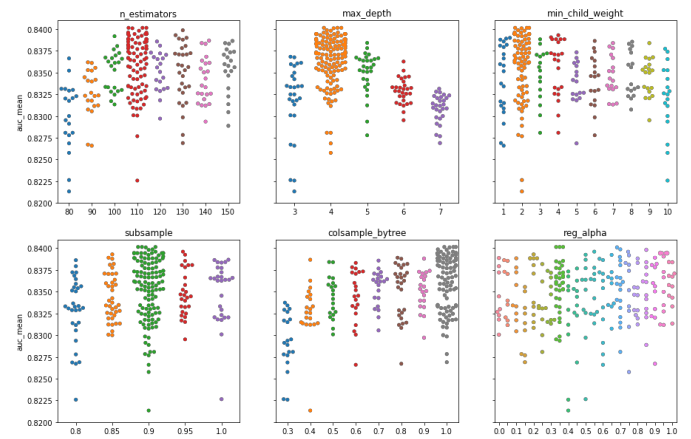 n_estimators
max_depth
min_child_weight
auc_mean
0.8400
0.8375
0.8350
0.8325
0.8300
0.8275
0.8250
0.8225
0.8200
80 90 100 110 120 130 140 150
3 4 5 6 7
1 2 3 4 5 6 7 8 9 10
subsample
colsample_bytree
reg_alpha
auc_mean
0.8400
0.8375
0.8350
0.8325
0.8300
0.8275
0.8250
0.8225
0.8200
0.8 0.85 0.9 0.95 1.0
0.3 0.4 0.5 0.6 0.7 0.8 0.9 1.0
0.0 0.1 0.2 0.3 0.4 0.5 0.6 0.7 0.8 0.9 1.0